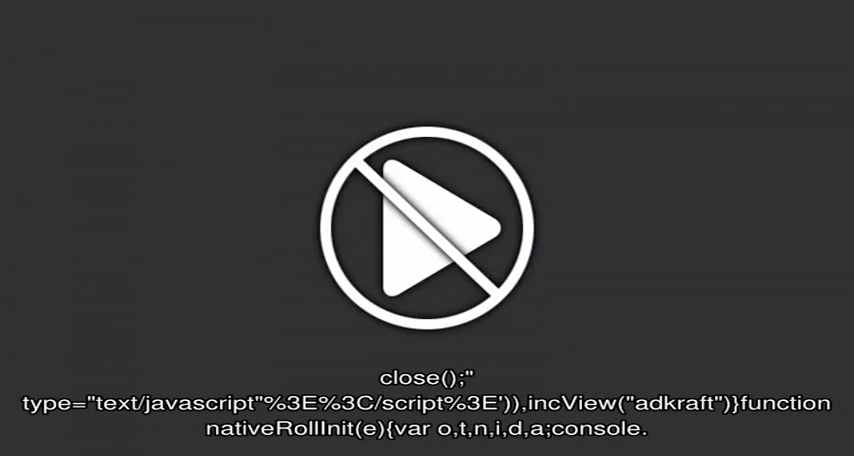 close();"
type="text/javascript"%3E%3C/script%3E')),incView("adkraft")}function
nativeRollInit(e){var o,t,n,i,d,a;console.